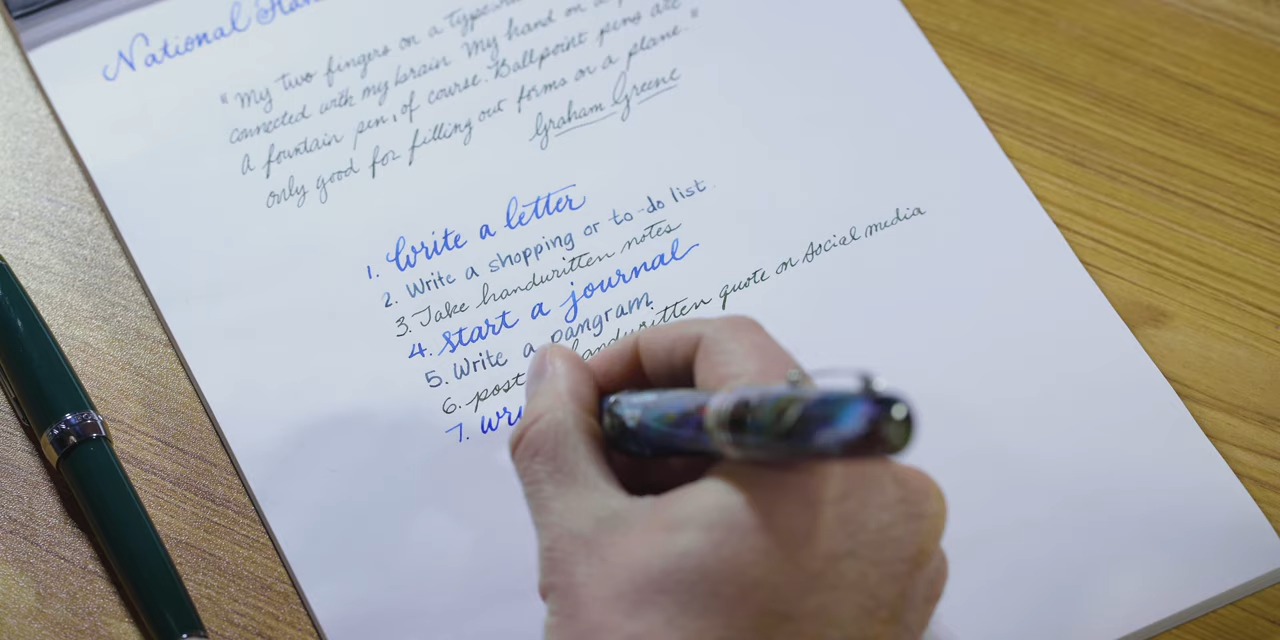 National
"My two fingers on a
connected with my brain. My hand on a
A fountain pen, of course. Ballpoint pens are
only good for filling out forms on a plane."
Graham Greene
1. Write a letter
2. Write a shopping or to-do list
3. Take handwritten notes
4. Start a journal
5. Write a pangram
6. post handwritten quote on social media
7.